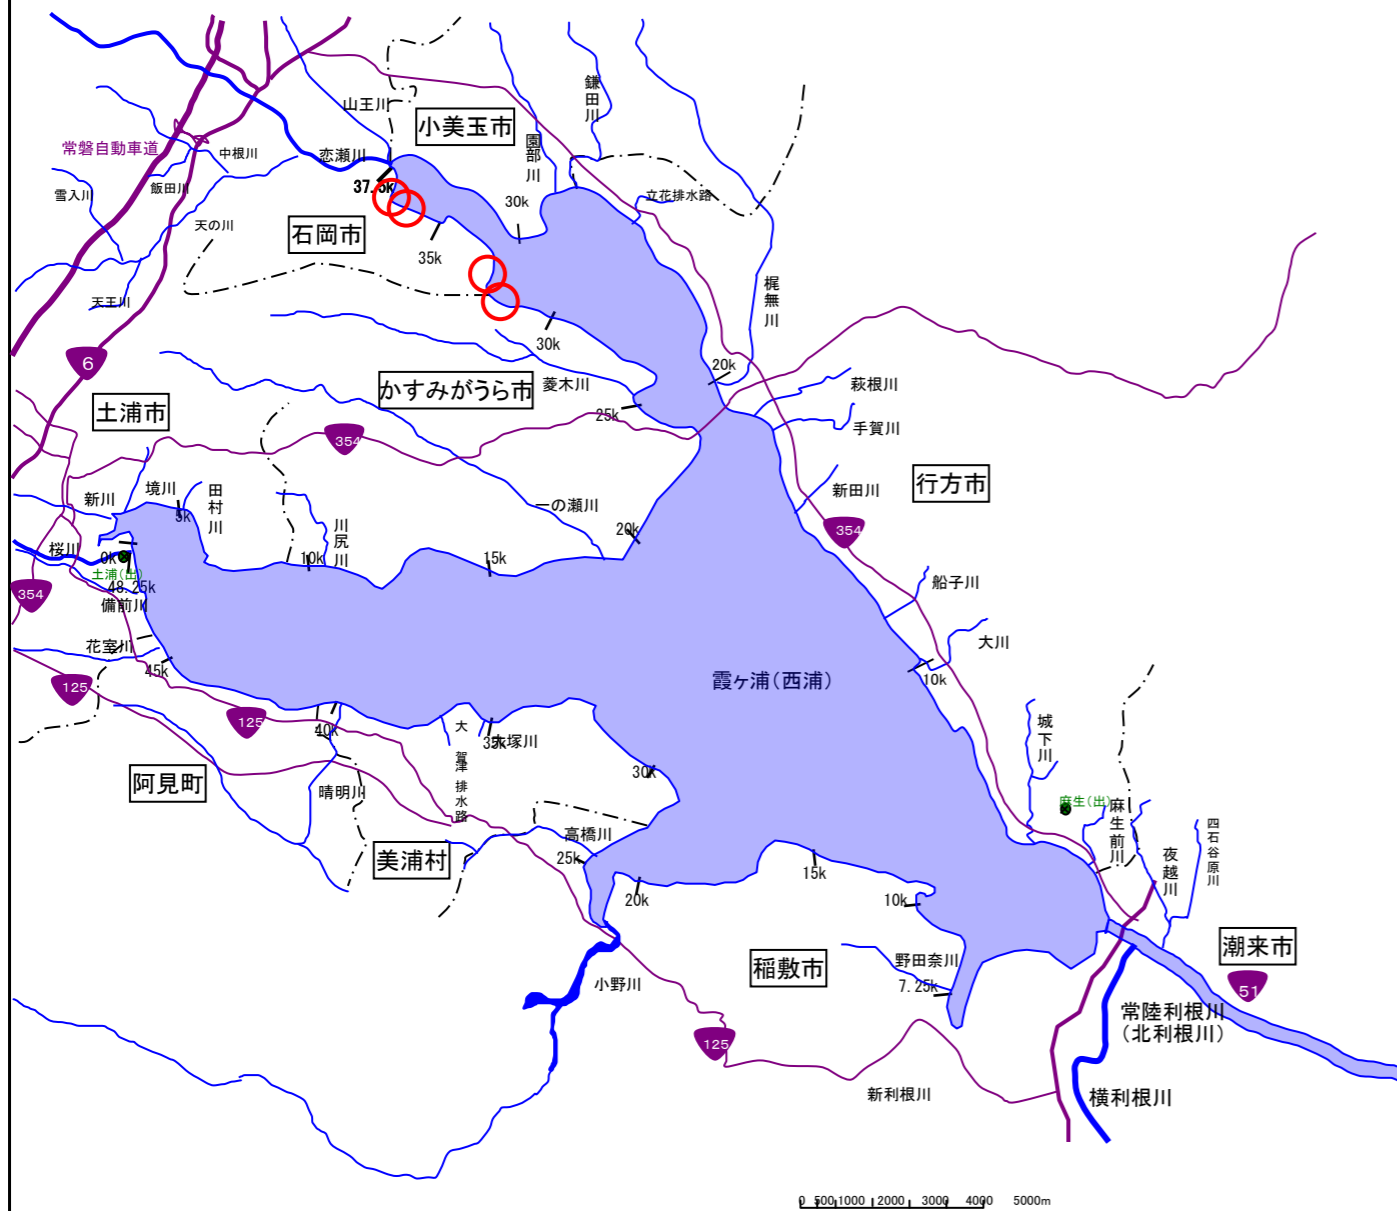 鎌田川
山王川
小美玉市
園部川
常磐自動車道
中根川
恋瀬川
37.5k
飯田川
雪入川
立花排水路
30k
天の川
石岡市
35k
天王川
梶無川
30k
6
20k
かすみがうら市
菱木川
萩根川
25k
土浦市
手賀川
354
354
行方市
新川
境川
田村川
新田川
5k
一の瀬川
川尻川
20k
354
桜川
0k
10k
15k
土浦(出)
48.25k
船子川
354
備前川
花室川
大川
45k
霞ヶ浦(西浦)
10k
125
125
40k
大賀津排水路
35k
大塚川
城下川
30k
阿見町
晴明川
麻生(出)
麻生前川
四石谷原川
高橋川
美浦村
25k
夜越川
15k
20k
10k
潮来市
稲敷市
野田奈川
小野川
7.25k
51
常陸利根川
(北利根川)
125
新利根川
横利根川
0 500 1000 2000 3000 4000 5000m